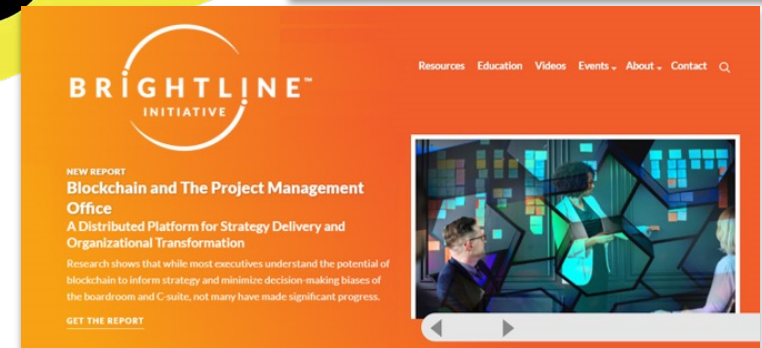 BRIGHTLINE™
INITIATIVE
Resources Education Videos Events About Contact
NEW REPORT
Blockchain and The Project Management
Office
A Distributed Platform for Strategy Delivery and
Organizational Transformation
Research shows that while most executives understand the potential of
blockchain to inform strategy and minimize decision-making biases of
the boardroom and C-suite, not many have made significant progress.
GET THE REPORT